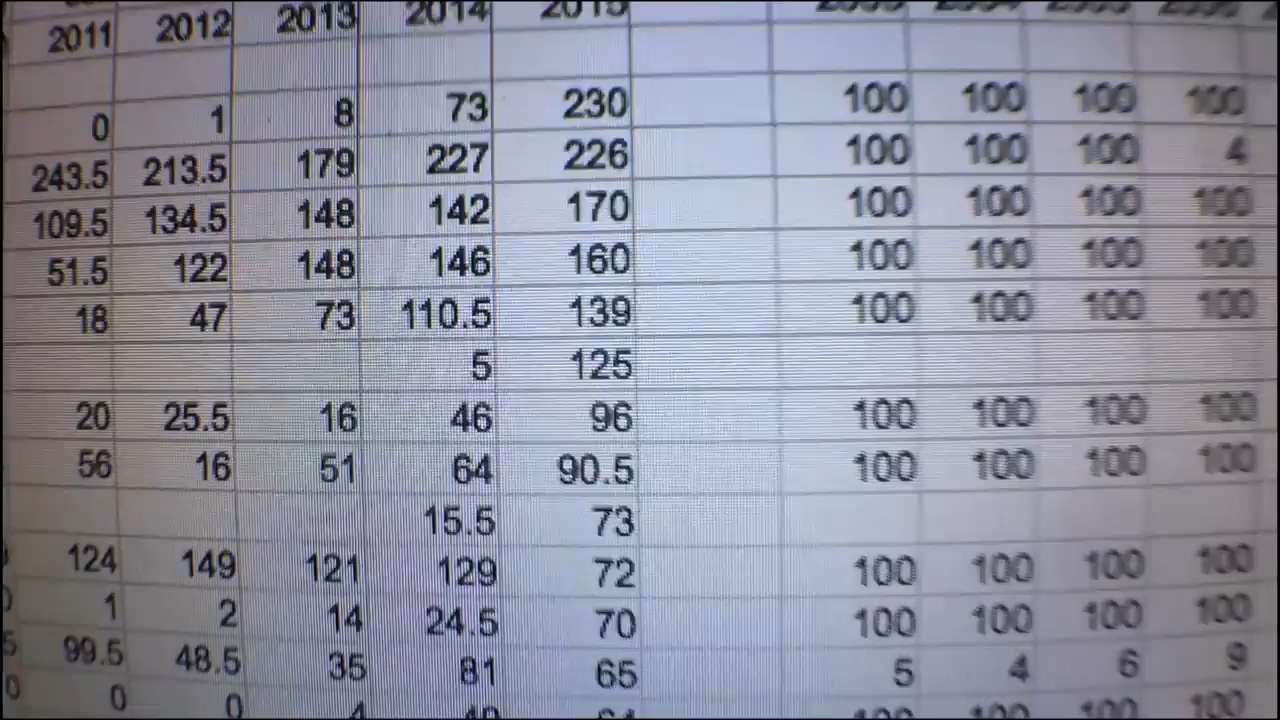 2011 2012 2013 2014 2015
0 1 8 73 230 100 100 100 100
243.5 213.5 179 227 226 100 100 100 4
109.5 134.5 148 142 170 100 100 100 100
51.5 122 148 146 160 100 100 100 100
18 47 73 110.5 139 100 100 100 100
5 125
20 25.5 16 46 96 100 100 100 100
56 16 51 64 90.5 100 100 100 100
15.5 73
124 149 121 129 72 100 100 100 100
1 2 14 24.5 70 100 100 100 100
99.5 48.5 35 81 65 5 4 6 9
0 0 100 100 100 100